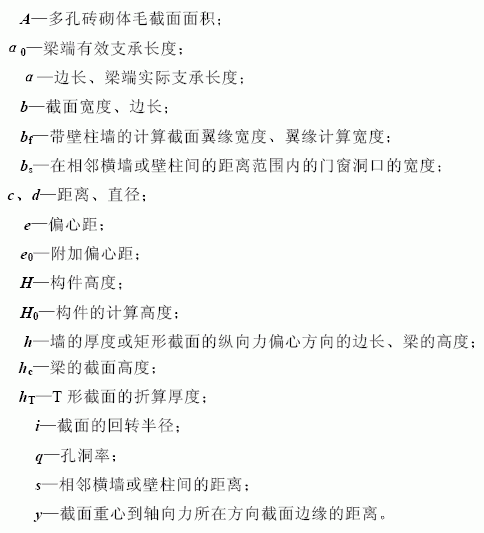 A—多孔砖砌体毛截面面积；
α0—梁端有效支承长度；
α—边长、梁端实际支承长度；
b—截面宽度、边长；
bf—带壁柱墙的计算截面翼缘宽度、翼缘计算宽度；
bs—在相邻横墙或壁柱间的距离范围内的门窗洞口的宽度；
c、d—距离、直径；
e—偏心距；
e0—附加偏心距；
H—构件高度；
H0—构件的计算高度；
h—墙的厚度或矩形截面的纵向力偏心方向的边长、梁的高度；
hc—梁的截面高度；
hT—T 形截面的折算厚度；
i—截面的回转半径；
q—孔洞率；
s—相邻横墙或壁柱间的距离；
y—截面重心到轴向力所在方向截面边缘的距离。